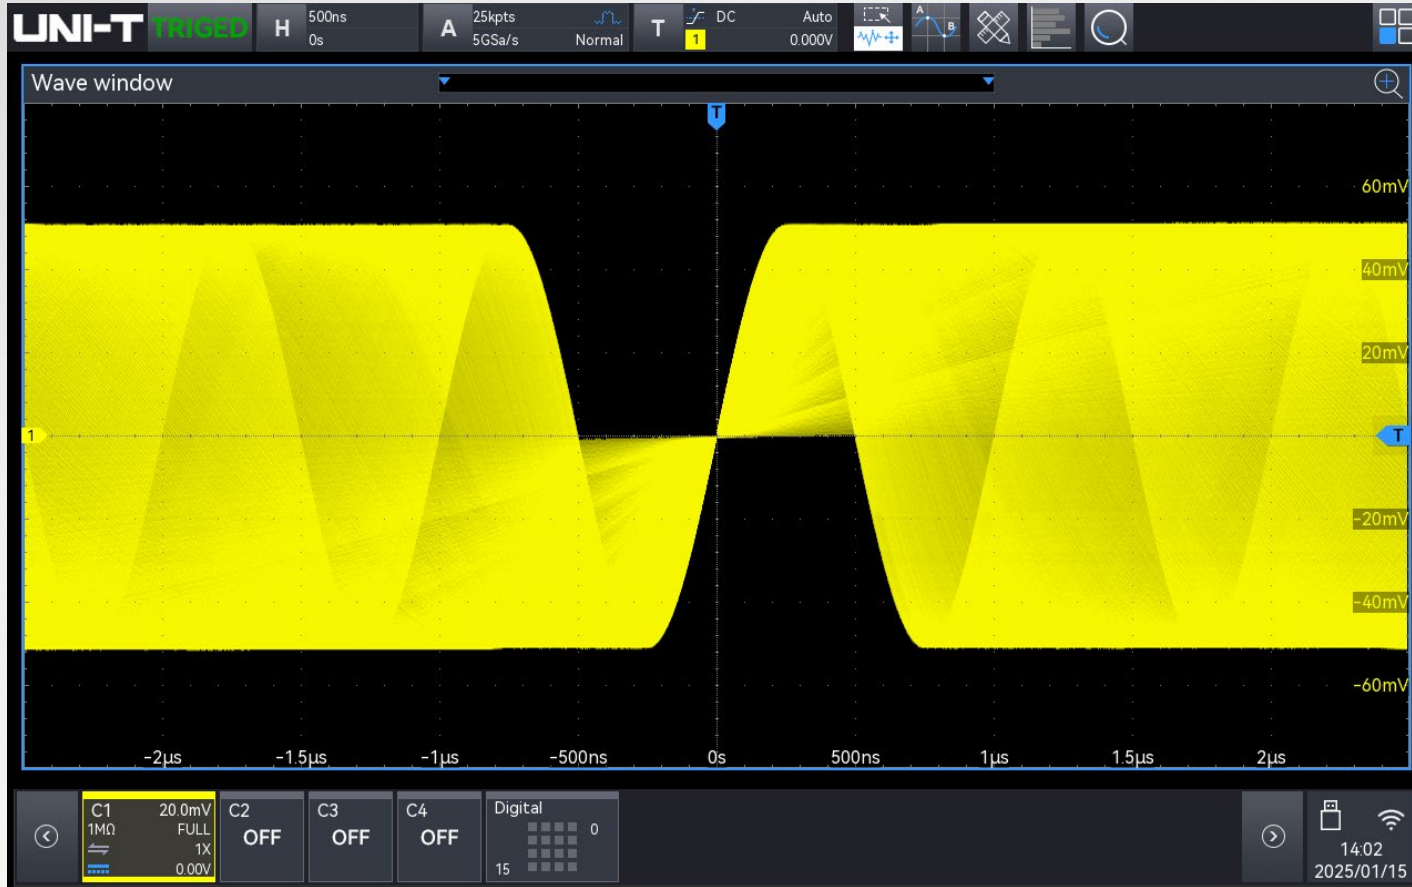 UNI-T TRIGED H 500ns 0s A 25kpts 5GSa/s Normal T DC 1 Auto 0.000V A B
Wave window
T
60mV
40mV
20mV
1
T
-20mV
-40mV
-60mV
-2µs -1.5µs -1µs -500ns 0s 500ns 1µs 1.5µs 2µs
C1 20.0mV C2 C3 C4 Digital
1MΩ FULL OFF OFF OFF 0
1X
0.00V 15
14:02
2025/01/15